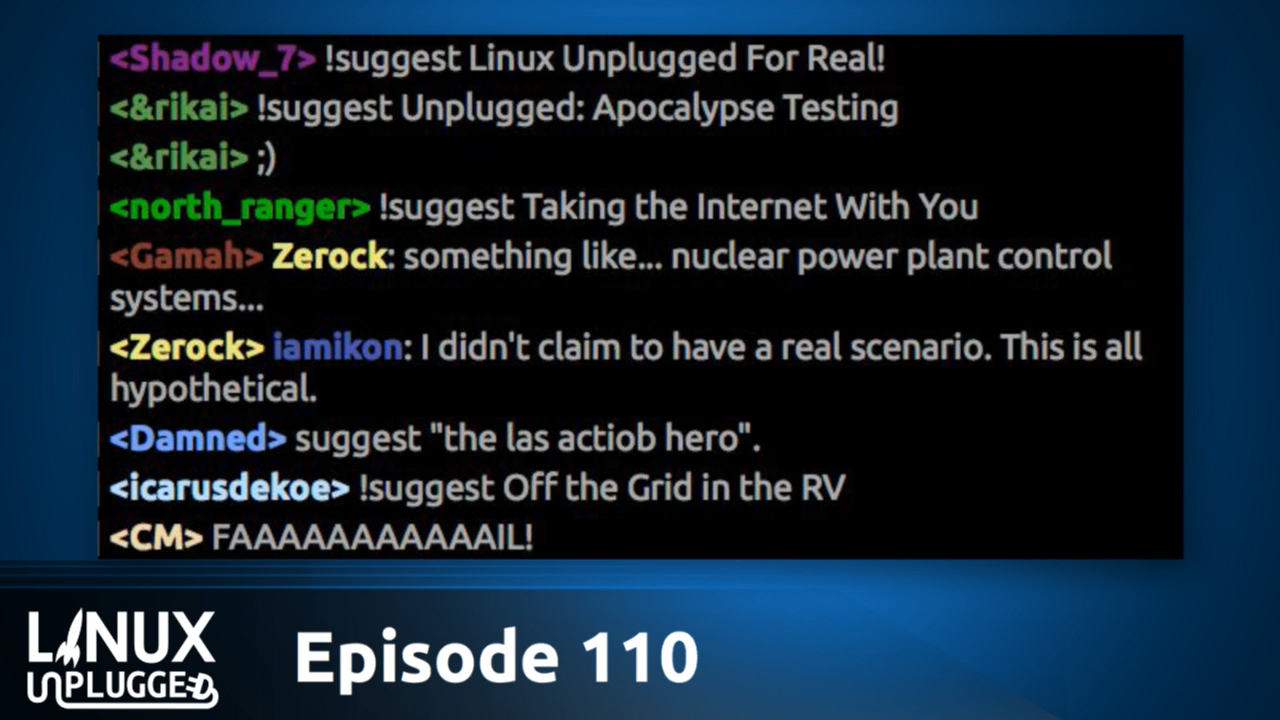 <Shadow_7> !suggest Linux Unplugged For Real!
<&rikai> !suggest Unplugged: Apocalypse Testing
<&rikai> ;)
<north_ranger> !suggest Taking the Internet With You
<Gamah> Zerock: something like... nuclear power plant control
systems...
<Zerock> iamikon: I didn't claim to have a real scenario. This is all
hypothetical.
<Damned> suggest "the las actiob hero".
<icarusdekoe> !suggest Off the Grid in the RV
<CM> FAAAAAAAAAAAAIL!
LINUX
UNPLUGGED
Episode 110